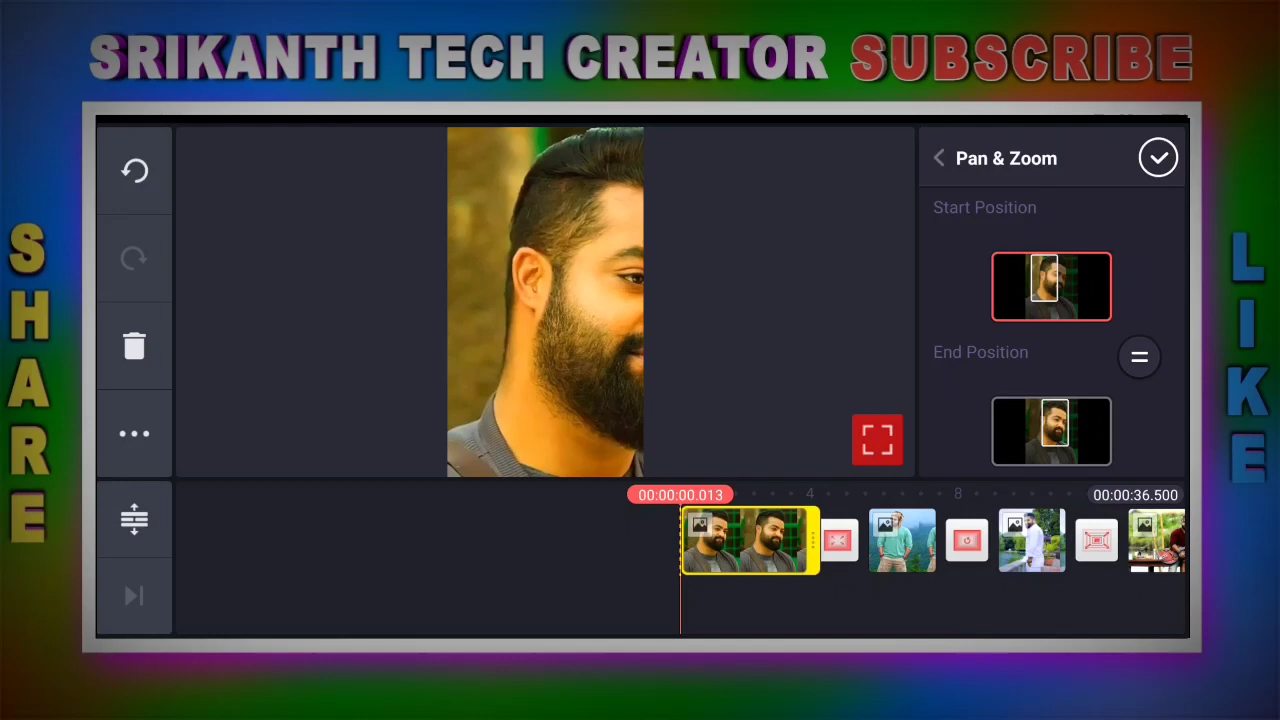 SRIKANTH TECH CREATOR SUBSCRIBE
SHARE
Pan & Zoom
Start Position
End Position
LIKE
00:00:00.013
4
8
00:00:36.500